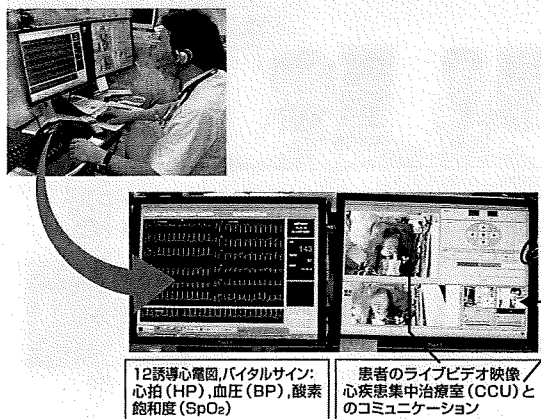 143
12誘導心電図,バイタルサイン:
心拍(HP),血圧(BP),酸素
飽和度(SpO₂)
患者のライブビデオ映像
心疾患集中治療室(CCU)と
のコミュニケーション